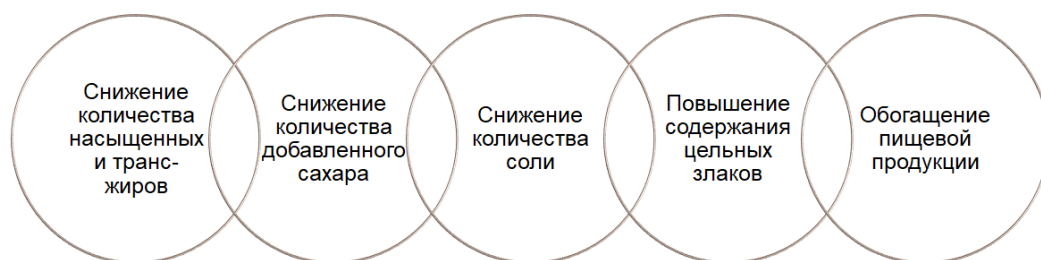 Снижение
количества
насыщенных
и транс-
жиров
Снижение
количества
добавленного
сахара
Снижение
количества
соли
Повышение
содержания
цельных
злаков
Обогащение
пищевой
продукции